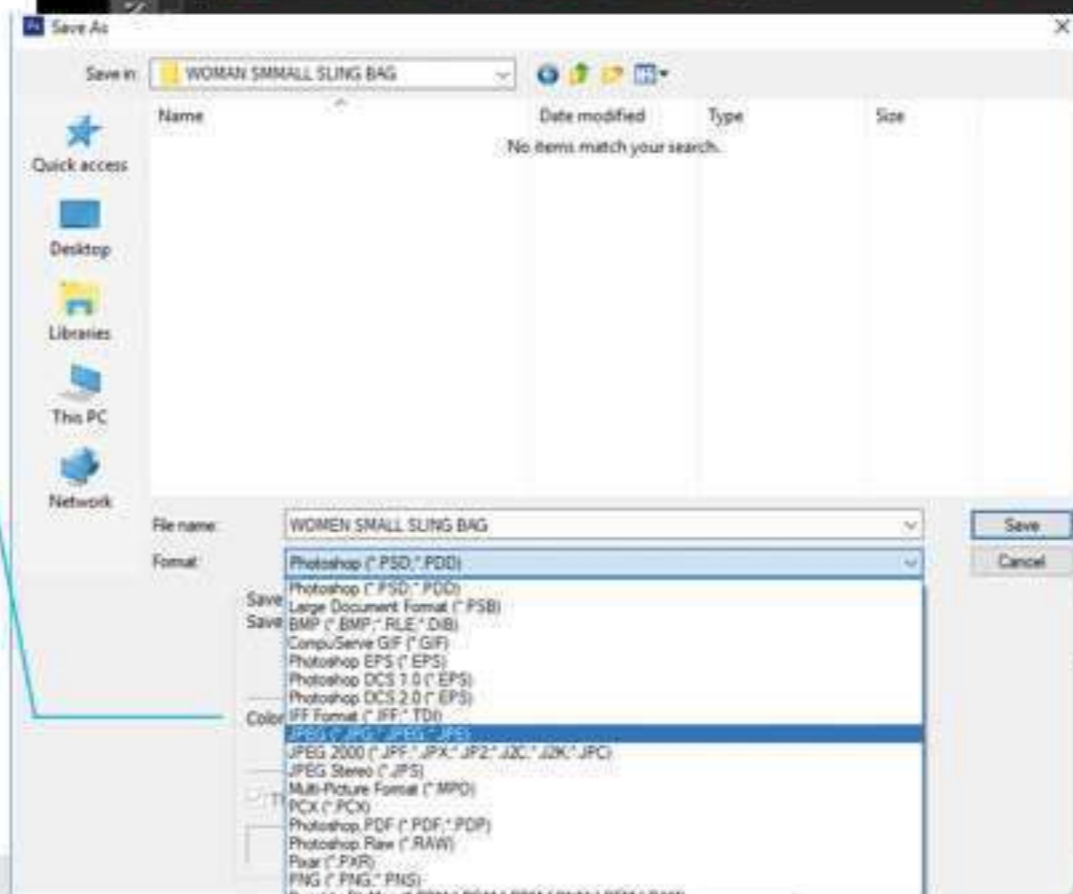 Save As
Save in: WOMAN SMMALL SLING BAG
Name Date modified Type Size
No items match your search.
Quick access
Desktop
Libraries
This PC
Network
File name: WOMEN SMALL SLING BAG Save
Format: Photoshop (*.PSD;*.PDD) Cancel
Photoshop (*.PSD;*.PDD)
Save Large Document Format (*.PSB)
Save BMP (*.BMP;*.RLE;*.DIB)
CompuServe GIF (*.GIF)
Photoshop EPS (*.EPS)
Photoshop DCS 1.0 (*.EPS)
Photoshop DCS 2.0 (*.EPS)
Color IFF Format (*.IFF;*.TDI)
JPEG (*.JPG;*.JPEG;*.JPE)
JPEG 2000 (*.JPF;*.JPX;*.JP2;*.J2C;*.J2K;*.JPC)
JPEG Stereo (*.JPS)
Multi-Picture Format (*.MPO)
PCX (*.PCX)
Photoshop PDF (*.PDF;*.PDP)
Photoshop Raw (*.RAW)
Pixar (*.PXR)
PNG (*.PNG;*.PNS)